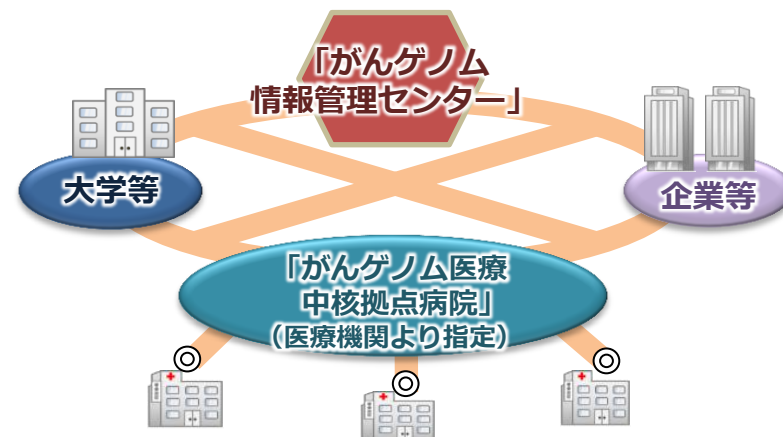 「がんゲノム
情報管理センター」
大学等
企業等
「がんゲノム医療
中核拠点病院」
（医療機関より指定）